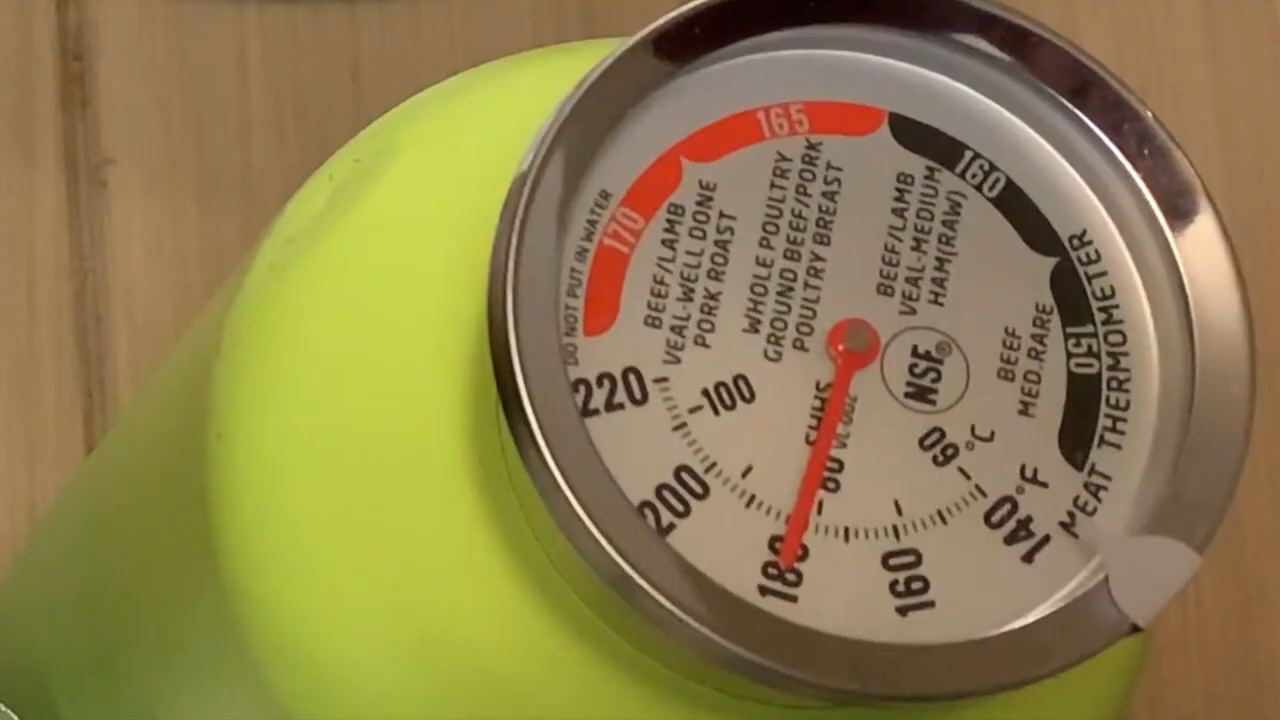 165
160
170
150
DO NOT PUT IN WATER
BEEF/LAMB
VEAL-WELL DONE
PORK ROAST
WHOLE POULTRY
GROUND BEEF/PORK
POULTRY BREAST
BEEF/LAMB
VEAL-MEDIUM
HAM(RAW)
BEEF
MED.RARE
MEAT THERMOMETER
NSF®
220
200
180
160
140°F
100
80
60 °C